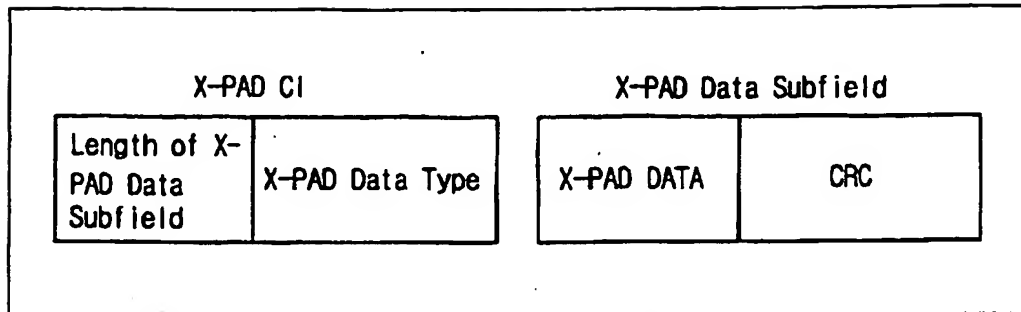 X-PAD CI
X-PAD Data Subfield
Length of X-
PAD Data
Subfield
X-PAD Data Type
X-PAD DATA
CRC